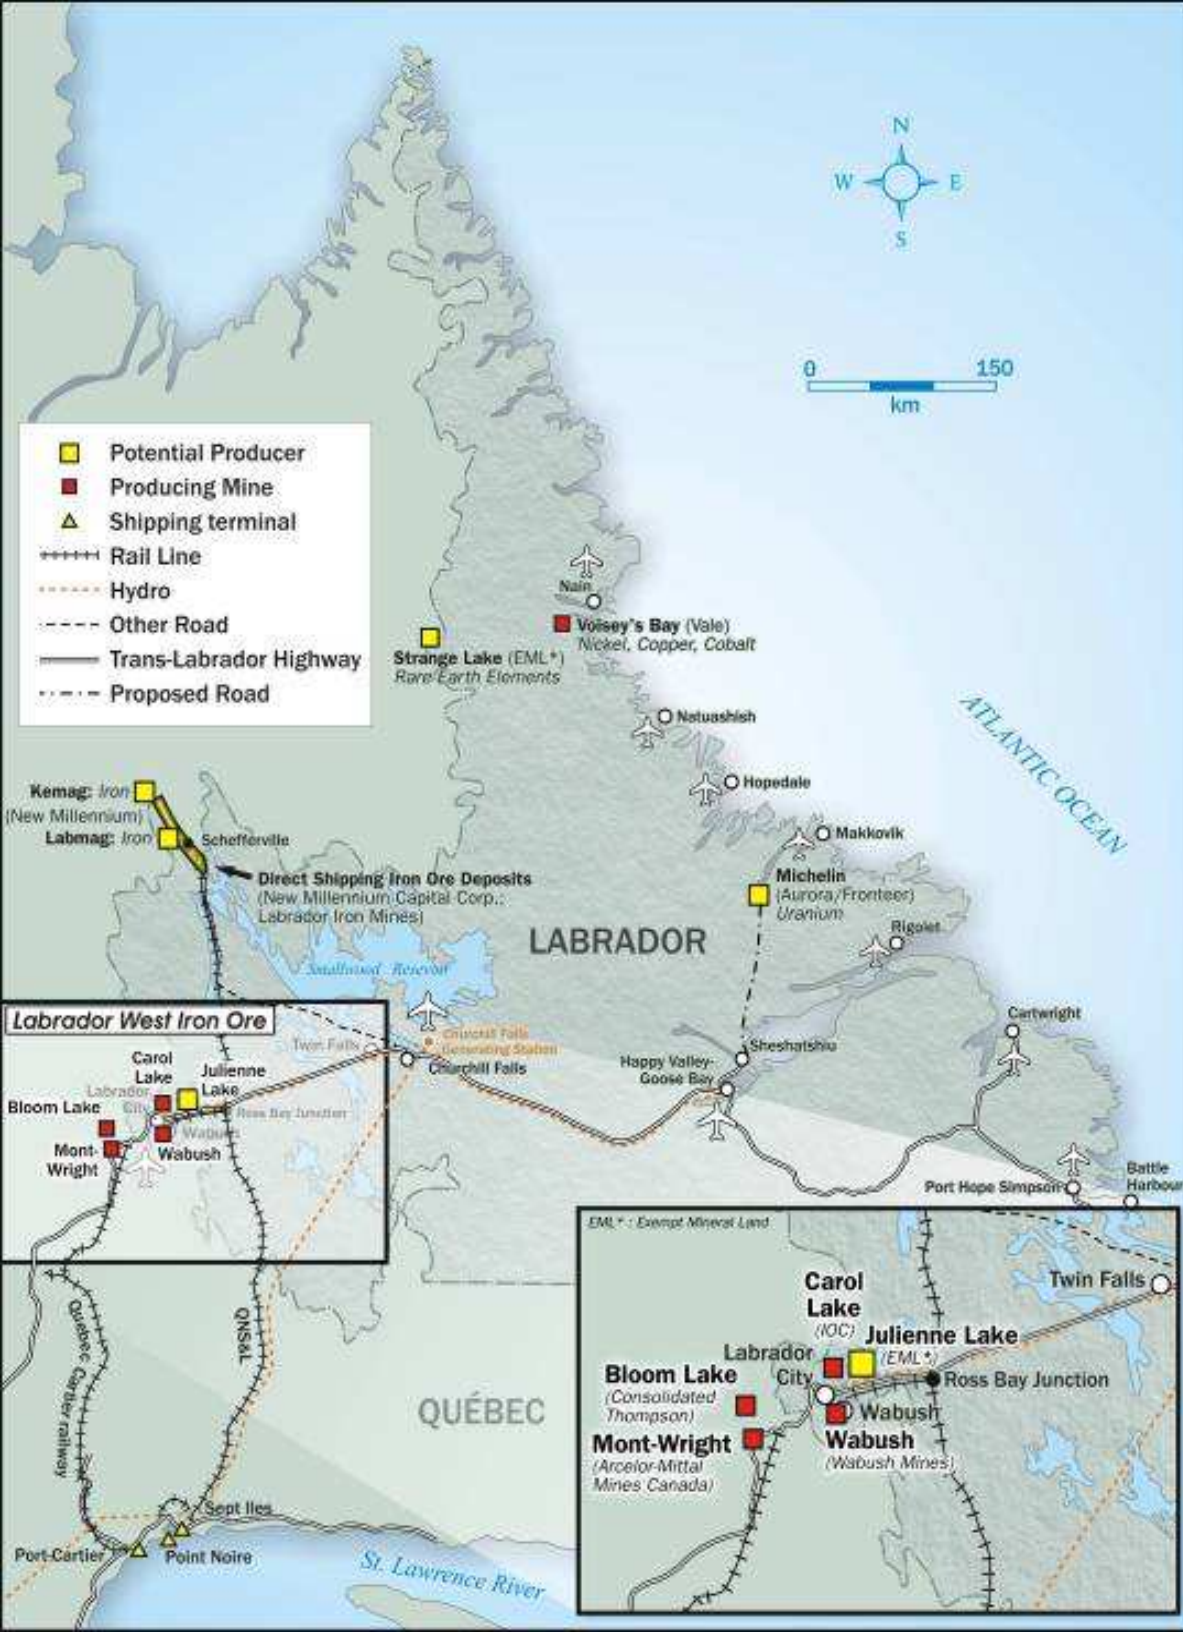 N
W E
S
0 150
km
Potential Producer
Producing Mine
Shipping terminal
Rail Line
Hydro
Other Road
Trans-Labrador Highway
Proposed Road
Nain
Voisey's Bay (Vale)
Nickel, Copper, Cobalt
Strange Lake (EML*)
Rare Earth Elements
Natuashish
ATLANTIC OCEAN
Hopedale
Kemag: Iron
(New Millennium)
Labmag: Iron
Schefferville
Makkovik
Direct Shipping Iron Ore Deposits
(New Millennium Capital Corp.;
Labrador Iron Mines)
Michelin
(Aurora/Fronteer)
Uranium
Rigolet
LABRADOR
Smallwood Resevoir
Labrador West Iron Ore
Cartwright
Churchill Falls
Generating Station
Twin Falls
Churchill Falls
Sheshatshiu
Happy Valley-
Goose Bay
Carol
Lake
Julienne
Lake
Labrador
City
Bloom Lake
Ross Bay Junction
Wabush
Wabush
Mont-
Wright
Port Hope Simpson
Battle
Harbour
EML* : Exempt Mineral Land
Twin Falls
Carol
Lake
(IOC)
Julienne Lake
(EML*)
Labrador
City
Bloom Lake
(Consolidated
Thompson)
Ross Bay Junction
Wabush
Wabush
(Wabush Mines)
Mont-Wright
(Arcelor-Mittal
Mines Canada)
Quebec Cartier railway
QNS&L
QUÉBEC
Sept Iles
Port-Cartier
Point Noire
St. Lawrence River